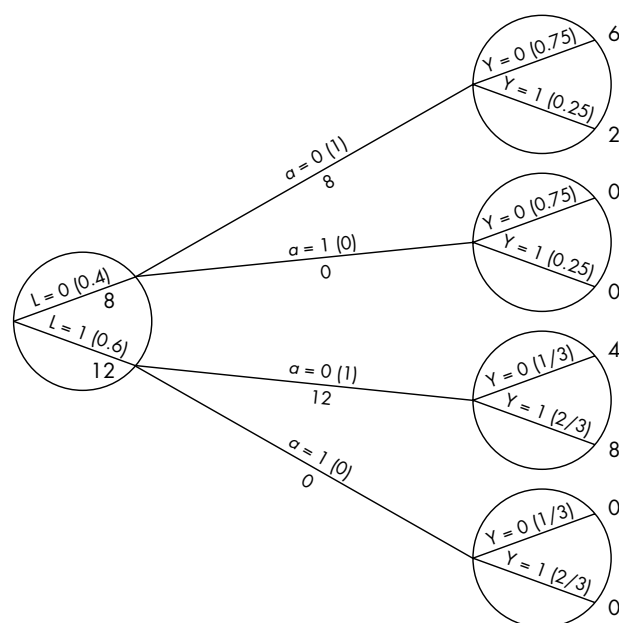 Y = 0 (0.75)
6
Y = 1 (0.25)
2
a = 0 (1)
8
Y = 0 (0.75)
0
Y = 1 (0.25)
0
a = 1 (0)
0
L = 0 (0.4)
8
L = 1 (0.6)
12
a = 0 (1)
12
Y = 0 (1/3)
4
Y = 1 (2/3)
8
a = 1 (0)
0
Y = 0 (1/3)
0
Y = 1 (2/3)
0